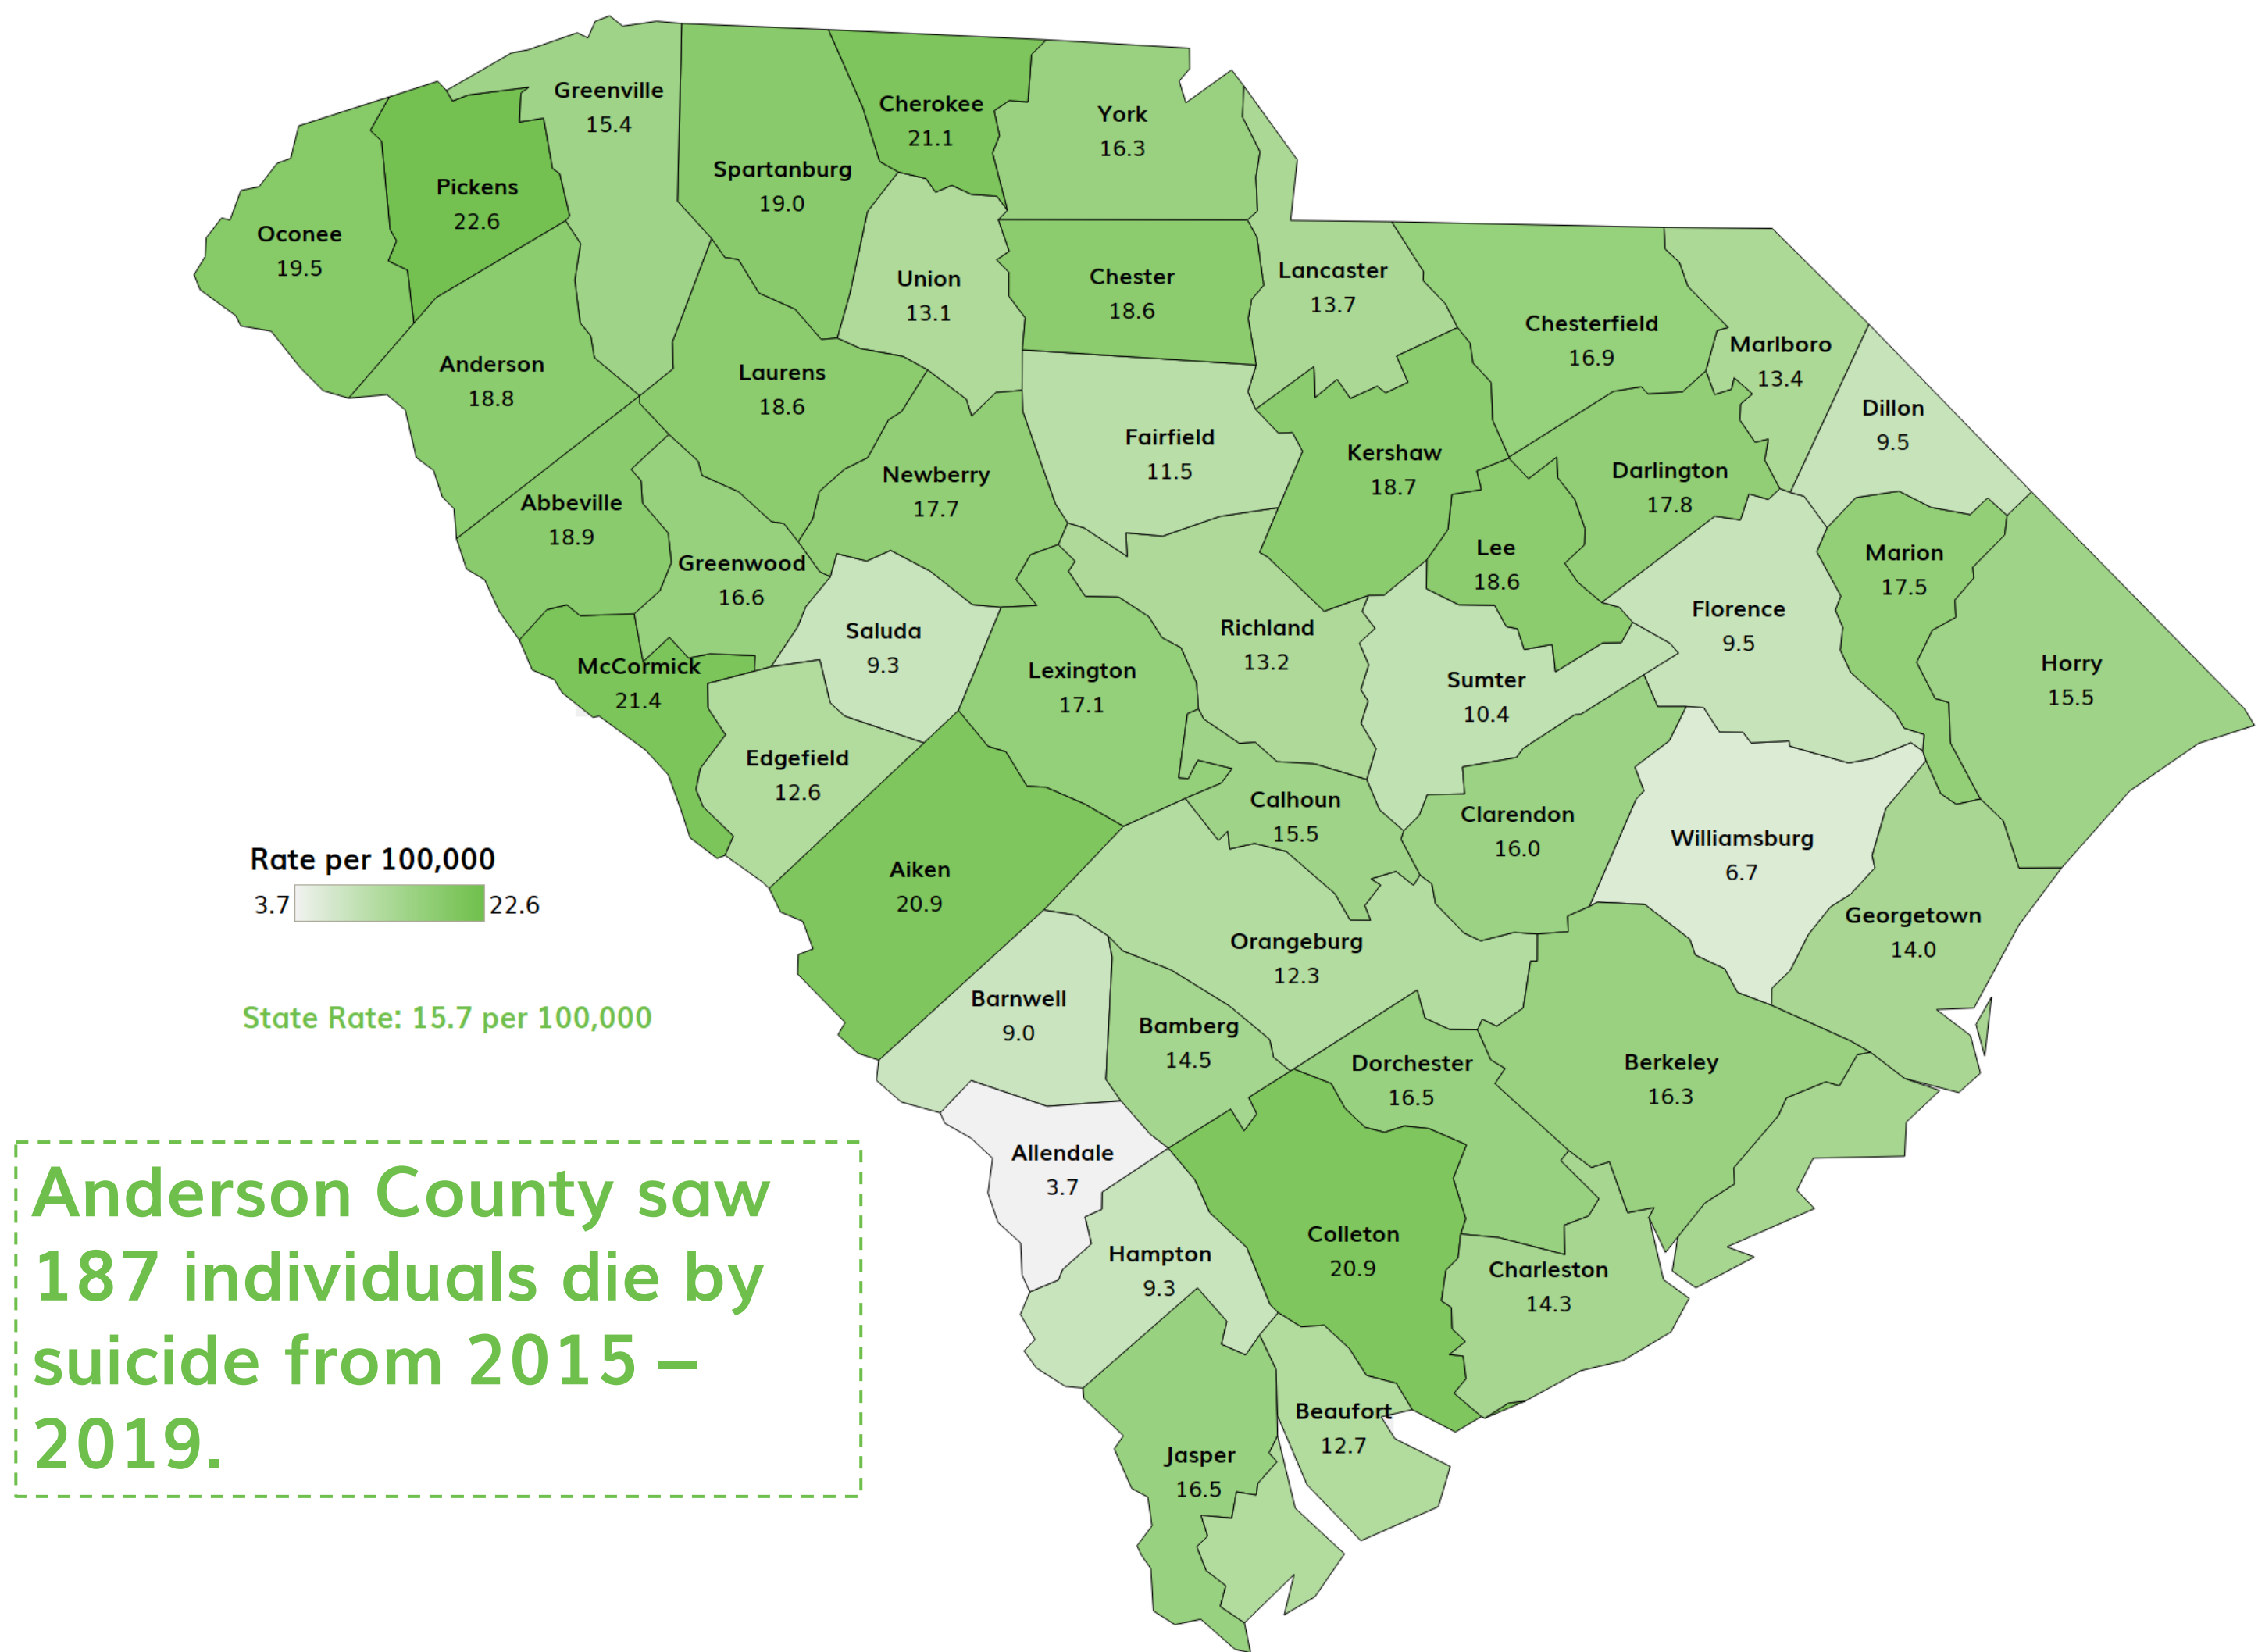 Greenville
15.4
Cherokee
21.1
York
16.3
Spartanburg
19.0
Pickens
22.6
Oconee
19.5
Union
13.1
Chester
18.6
Lancaster
13.7
Chesterfield
16.9
Marlboro
13.4
Anderson
18.8
Laurens
18.6
Dillon
9.5
Fairfield
11.5
Kershaw
18.7
Darlington
17.8
Newberry
17.7
Abbeville
18.9
Lee
18.6
Marion
17.5
Greenwood
16.6
Florence
9.5
Saluda
9.3
Richland
13.2
McCormick
21.4
Lexington
17.1
Sumter
10.4
Horry
15.5
Edgefield
12.6
Calhoun
15.5
Clarendon
16.0
Williamsburg
6.7
Aiken
20.9
Georgetown
14.0
Orangeburg
12.3
Barnwell
9.0
Bamberg
14.5
Dorchester
16.5
Berkeley
16.3
Allendale
3.7
Colleton
20.9
Hampton
9.3
Charleston
14.3
Beaufort
12.7
Jasper
16.5
Rate per 100,000
3.7 22.6
State Rate: 15.7 per 100,000
Anderson County saw
187 individuals die by
suicide from 2015 –
2019.